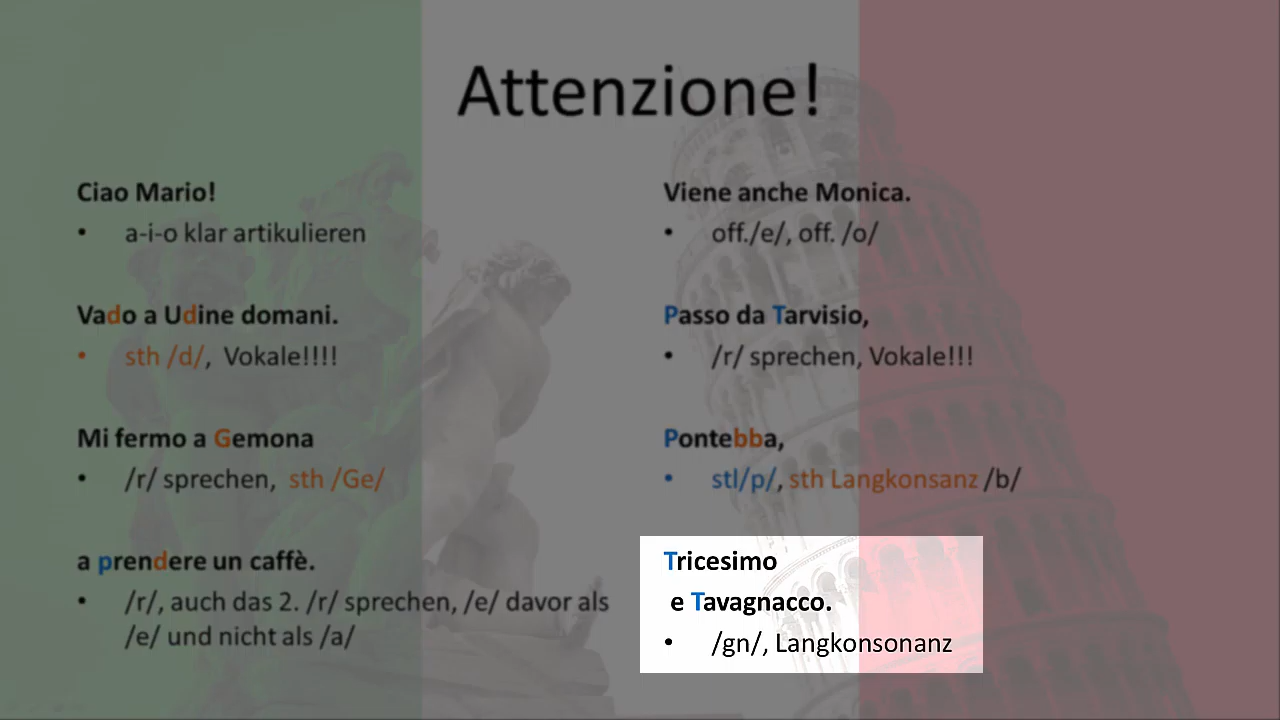 Attenzione!
Ciao Mario!
• a-i-o klar artikulieren
Vado a Udine domani.
• sth /d/, Vokale!!!!
Mi fermo a Gemona
• /r/ sprechen, sth /Ge/
a prendere un caffè.
• /r/, auch das 2. /r/ sprechen, /e/ davor als
/e/ und nicht als /a/
Viene anche Monica.
• off./e/, off. /o/
Passo da Tarvisio,
• /r/ sprechen, Vokale!!!
Pontebba,
• stl/p/, sth Langkonsanz /b/
Tricesimo
e Tavagnacco.
• /gn/, Langkonsonanz